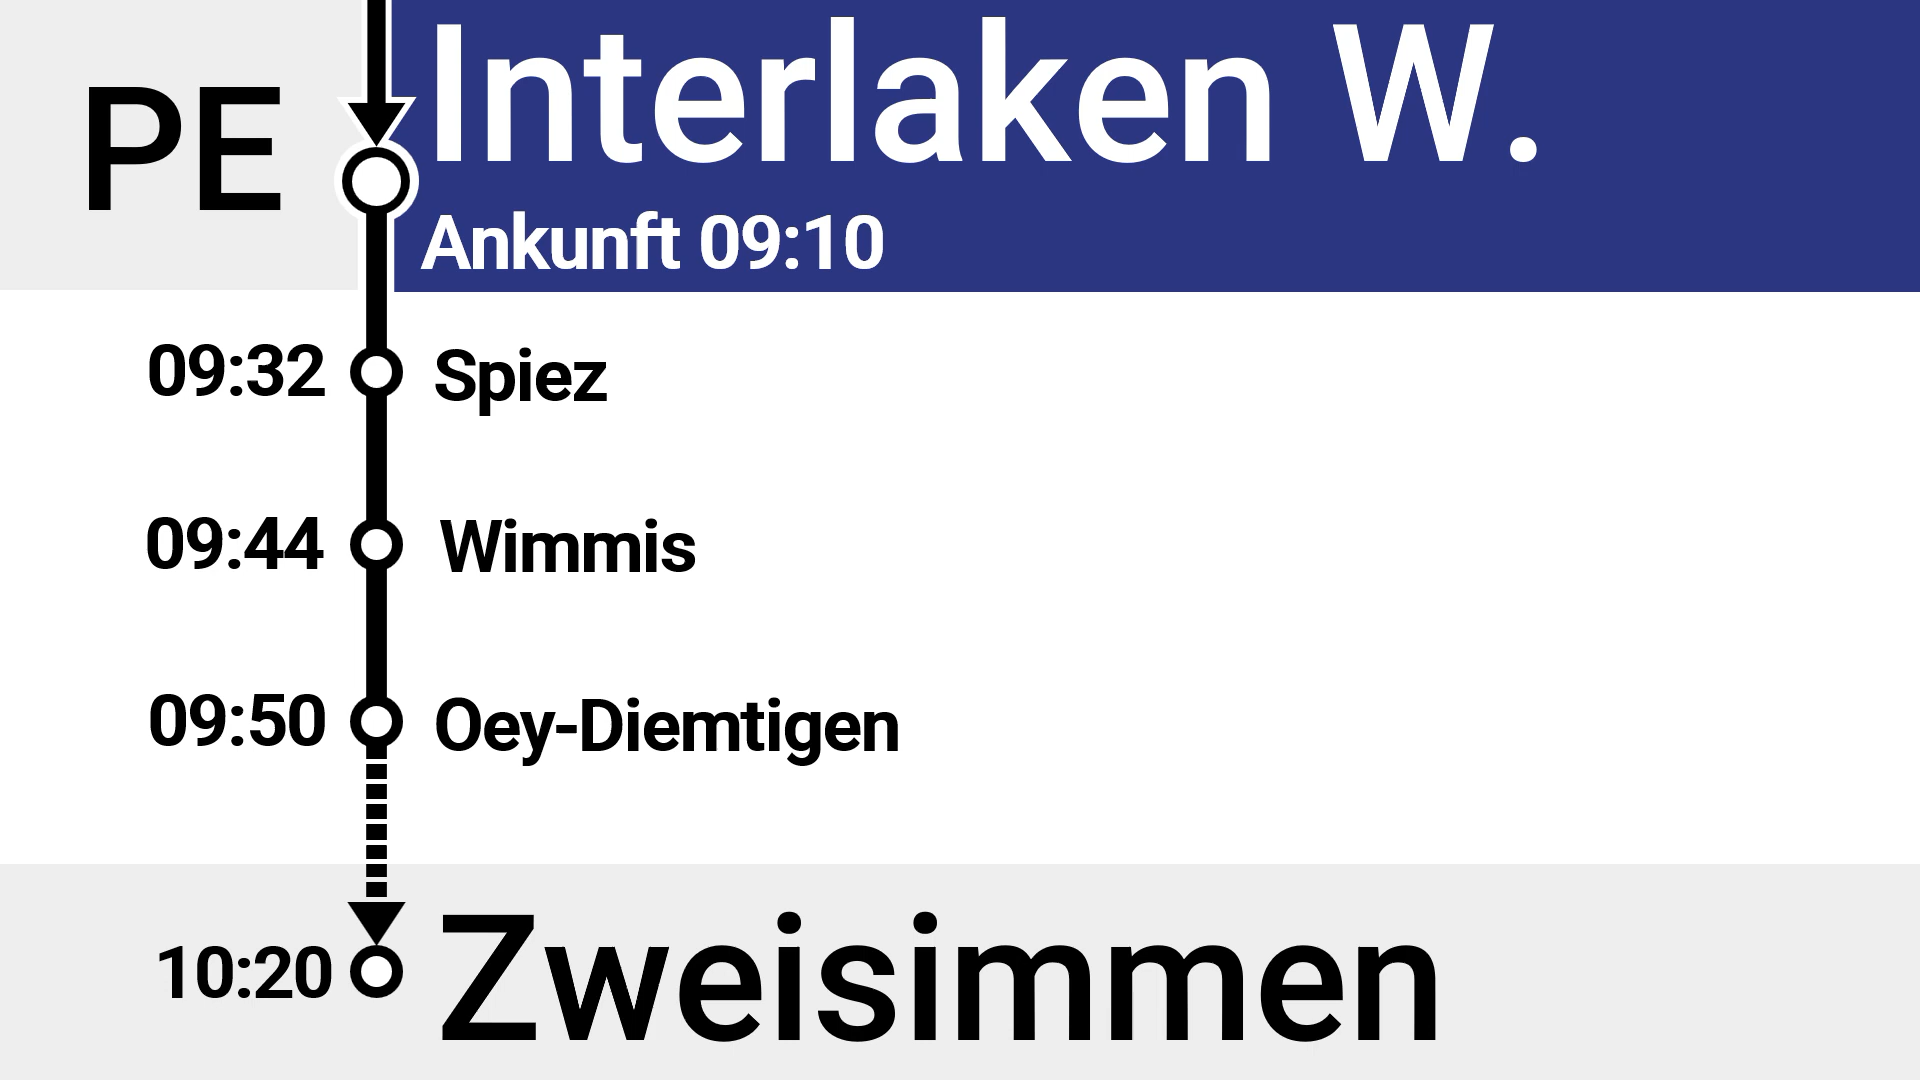 PE
Interlaken W.
Ankunft 09:10
09:32 Spiez
09:44 Wimmis
09:50 Oey-Diemtigen
10:20 Zweisimmen